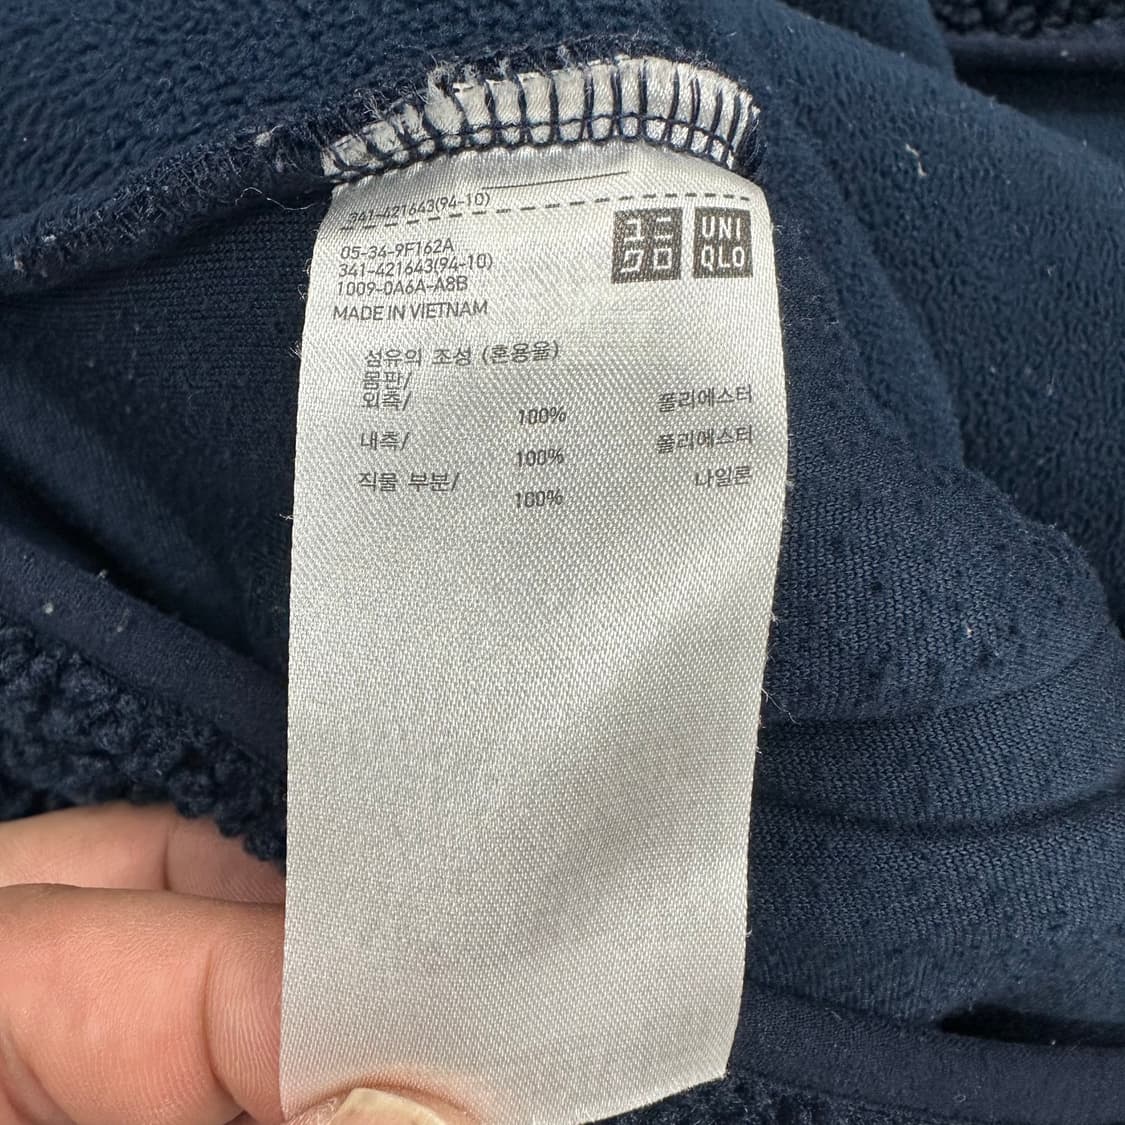 341-421643(94-10)
ユニ
クロ
UNI
QLO
05-34-9F162A
341-421643(94-10)
1009-0A6A-A8B
MADE IN VIETNAM
섬유의 조성 (혼용율)
몸판/
외측/ 100% 폴리에스터
내측/ 100% 폴리에스터
직물 부분/ 100% 나일론